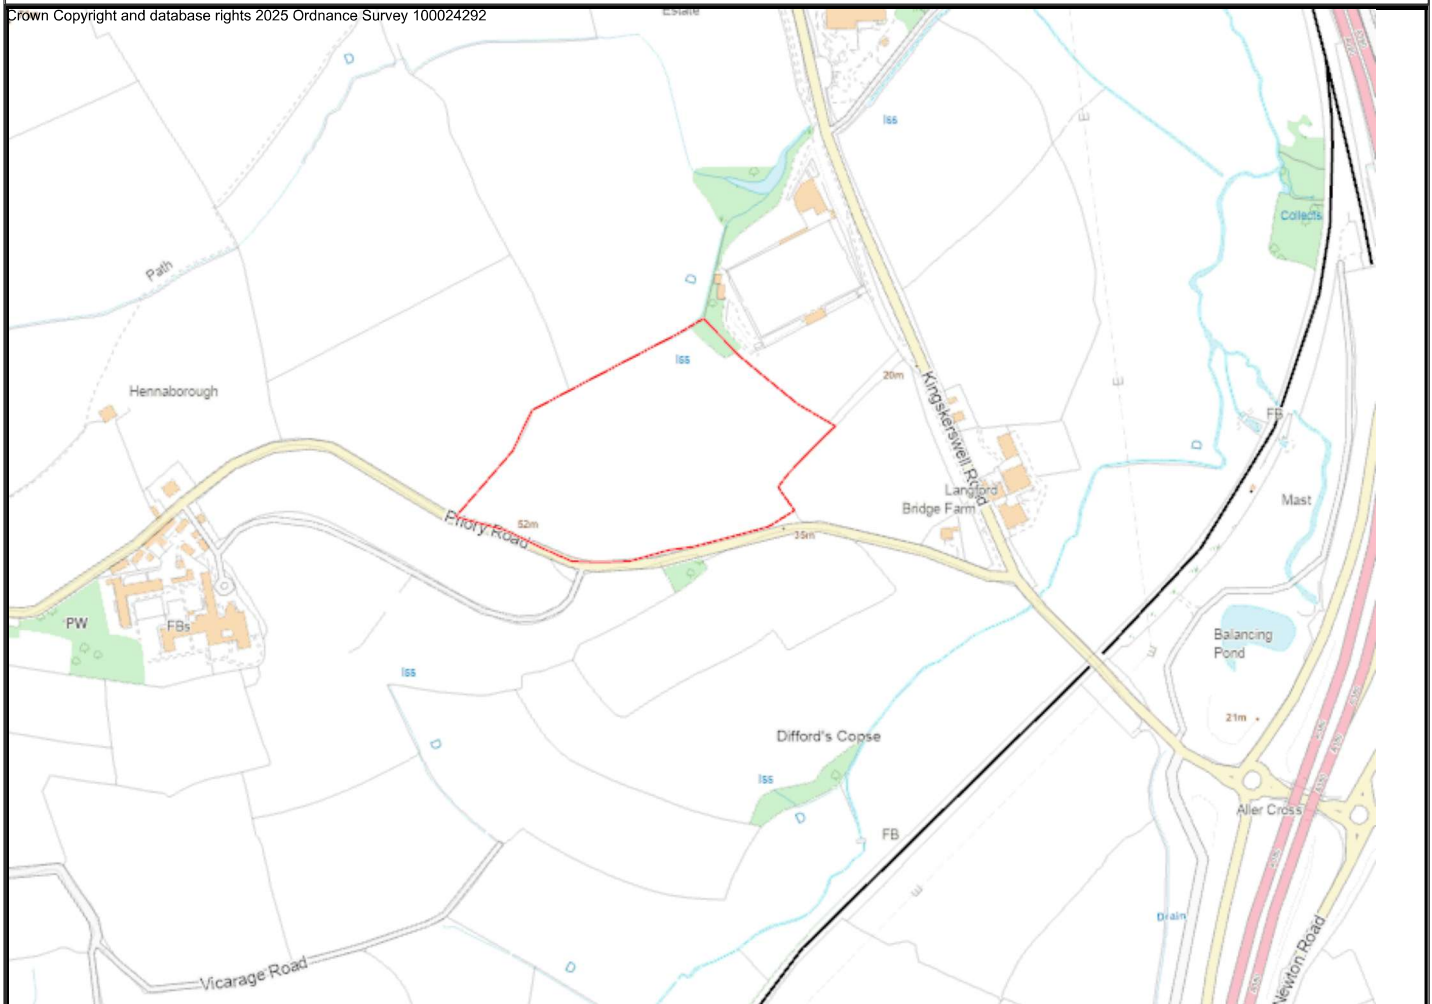 Crown Copyright and database rights 2025 Ordnance Survey 100024292
Estate
D
Iss
E
Collects
Path
D
Iss
20m
Hennaborough
E
Kingskerswell Road
FB
D
Langford
Bridge Farm
Mast
Priory Road
52m
35m
PW
FBs
Balancing
Pond
E
Iss
21m
D
Difford's Copse
Iss
D
FB
Aller Cross
E
Drain
Newton Road
Vicarage Road
D